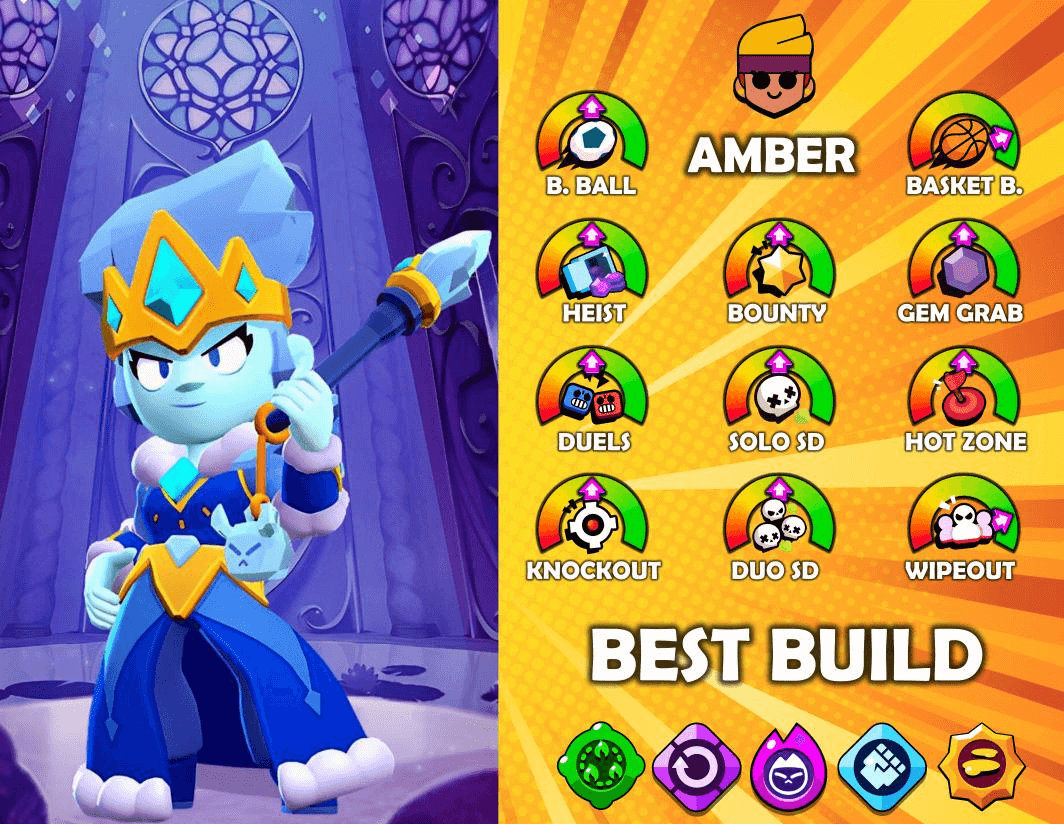 AMBER
B. BALL
BASKET B.
HEIST
BOUNTY
GEM GRAB
DUELS
SOLO SD
HOT ZONE
KNOCKOUT
DUO SD
WIPEOUT
BEST BUILD